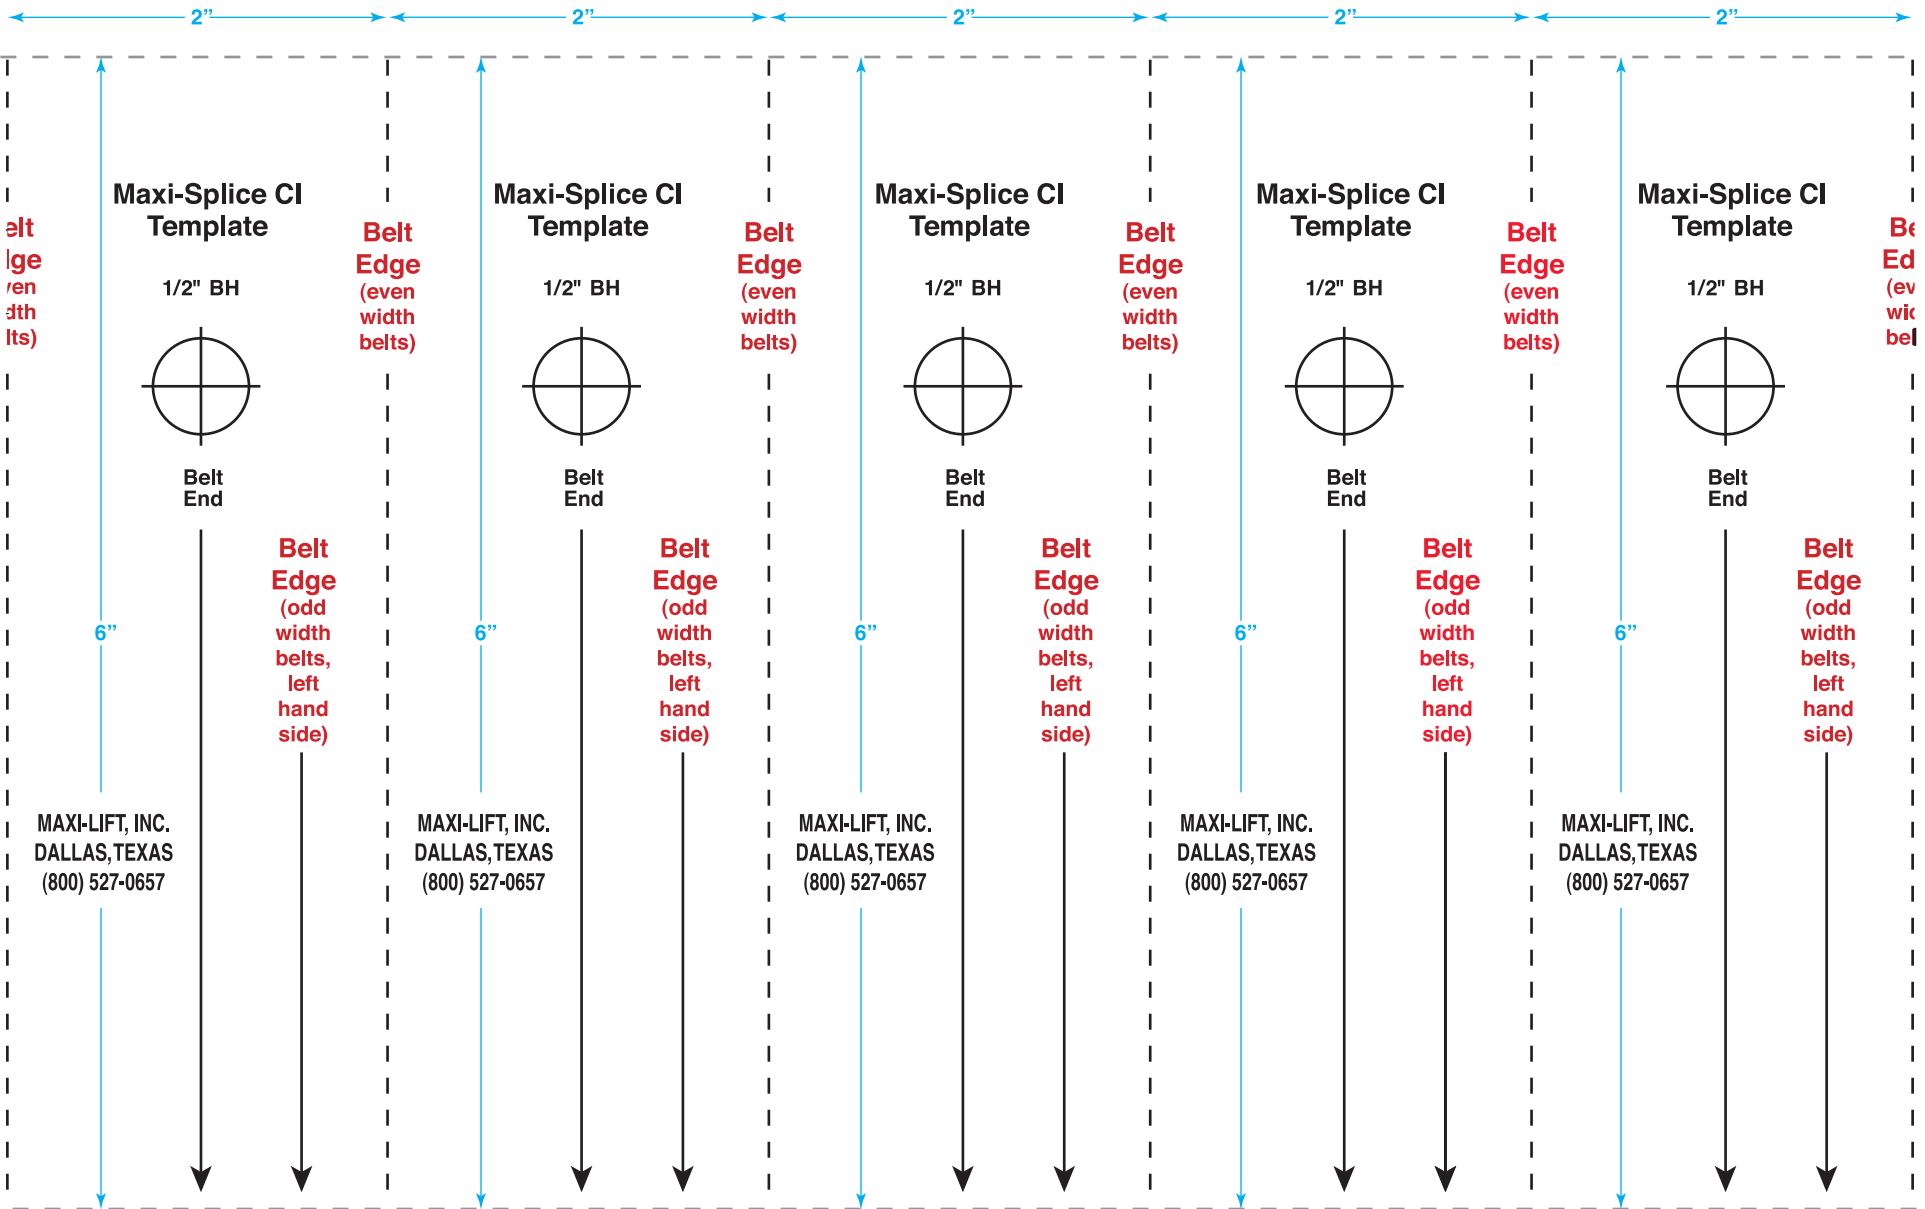 2” 2” 2” 2” 2”
Maxi-Splice CI
Template
1/2" BH
Belt
End
Belt
Edge
(odd
width
belts,
left
hand
side)
6”
MAXI-LIFT, INC.
DALLAS,TEXAS
(800) 527-0657
Belt
Edge
(even
width
belts)
Maxi-Splice CI
Template
1/2" BH
Belt
End
Belt
Edge
(odd
width
belts,
left
hand
side)
6”
MAXI-LIFT, INC.
DALLAS,TEXAS
(800) 527-0657
Belt
Edge
(even
width
belts)
Maxi-Splice CI
Template
1/2" BH
Belt
End
Belt
Edge
(odd
width
belts,
left
hand
side)
6”
MAXI-LIFT, INC.
DALLAS,TEXAS
(800) 527-0657
Belt
Edge
(even
width
belts)
Maxi-Splice CI
Template
1/2" BH
Belt
End
Belt
Edge
(odd
width
belts,
left
hand
side)
6”
MAXI-LIFT, INC.
DALLAS,TEXAS
(800) 527-0657
Belt
Edge
(even
width
belts)
Maxi-Splice CI
Template
1/2" BH
Belt
End
Belt
Edge
(odd
width
belts,
left
hand
side)
6”
MAXI-LIFT, INC.
DALLAS,TEXAS
(800) 527-0657